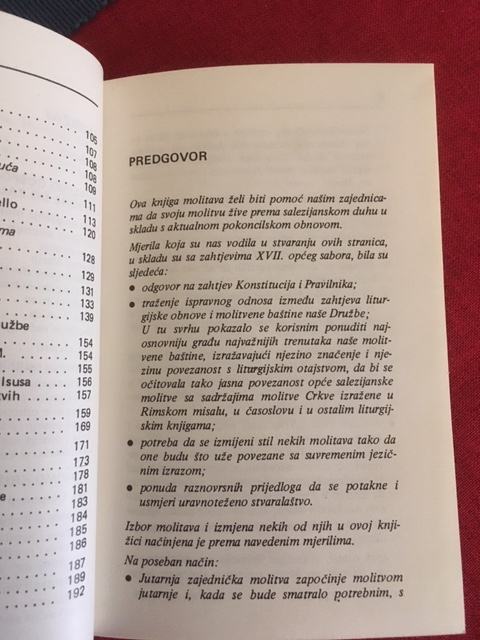 105
107
uća 108
108
109
ello 111
113
ma 120
128
129
131
133
139
ružbe
154
M. 154
155
Isusa 156
tvih 157
159
169
171
173
178
181
e 183
184
185
186
187
189
192
PREDGOVOR
Ova knjiga molitava želi biti pomoć našim zajednica-
ma da svoju molitvu žive prema salezijanskom duhu u
skladu s aktualnom pokoncilskom obnovom.
Mjerila koja su nas vodila u stvaranju ovih stranica,
u skladu su sa zahtjevima XVII. općeg sabora, bila su
sljedeća:
● odgovor na zahtjev Konstitucija i Pravilnika;
● traženje ispravnog odnosa između zahtjeva litur-
gijske obnove i molitvene baštine naše Družbe;
U tu svrhu pokazalo se korisnim ponuditi naj-
osnovniju građu najvažnijih trenutaka naše molit-
vene baštine, izražavajući njezino značenje i nje-
zinu povezanost s liturgijskim otajstvom, da bi se
očitovala tako jasna povezanost opće salezijanske
molitve sa sadržajima molitve Crkve izražene u
Rimskom misalu, u časoslovu i u ostalim liturgij-
skim knjigama;
● potreba da se izmijeni stil nekih molitava tako da
one budu što uže povezane sa suvremenim jezič-
nim izrazom;
● ponuda raznovrsnih prijedloga da se potakne i
usmjeri uravnoteženo stvaralaštvo.
Izbor molitava i izmjena nekih od njih u ovoj knji-
žici načinjena je prema navedenim mjerilima.
Na poseban način:
● Jutarnja zajednička molitva započinje molitvom
jutarnje i, kada se bude smatralo potrebnim, s